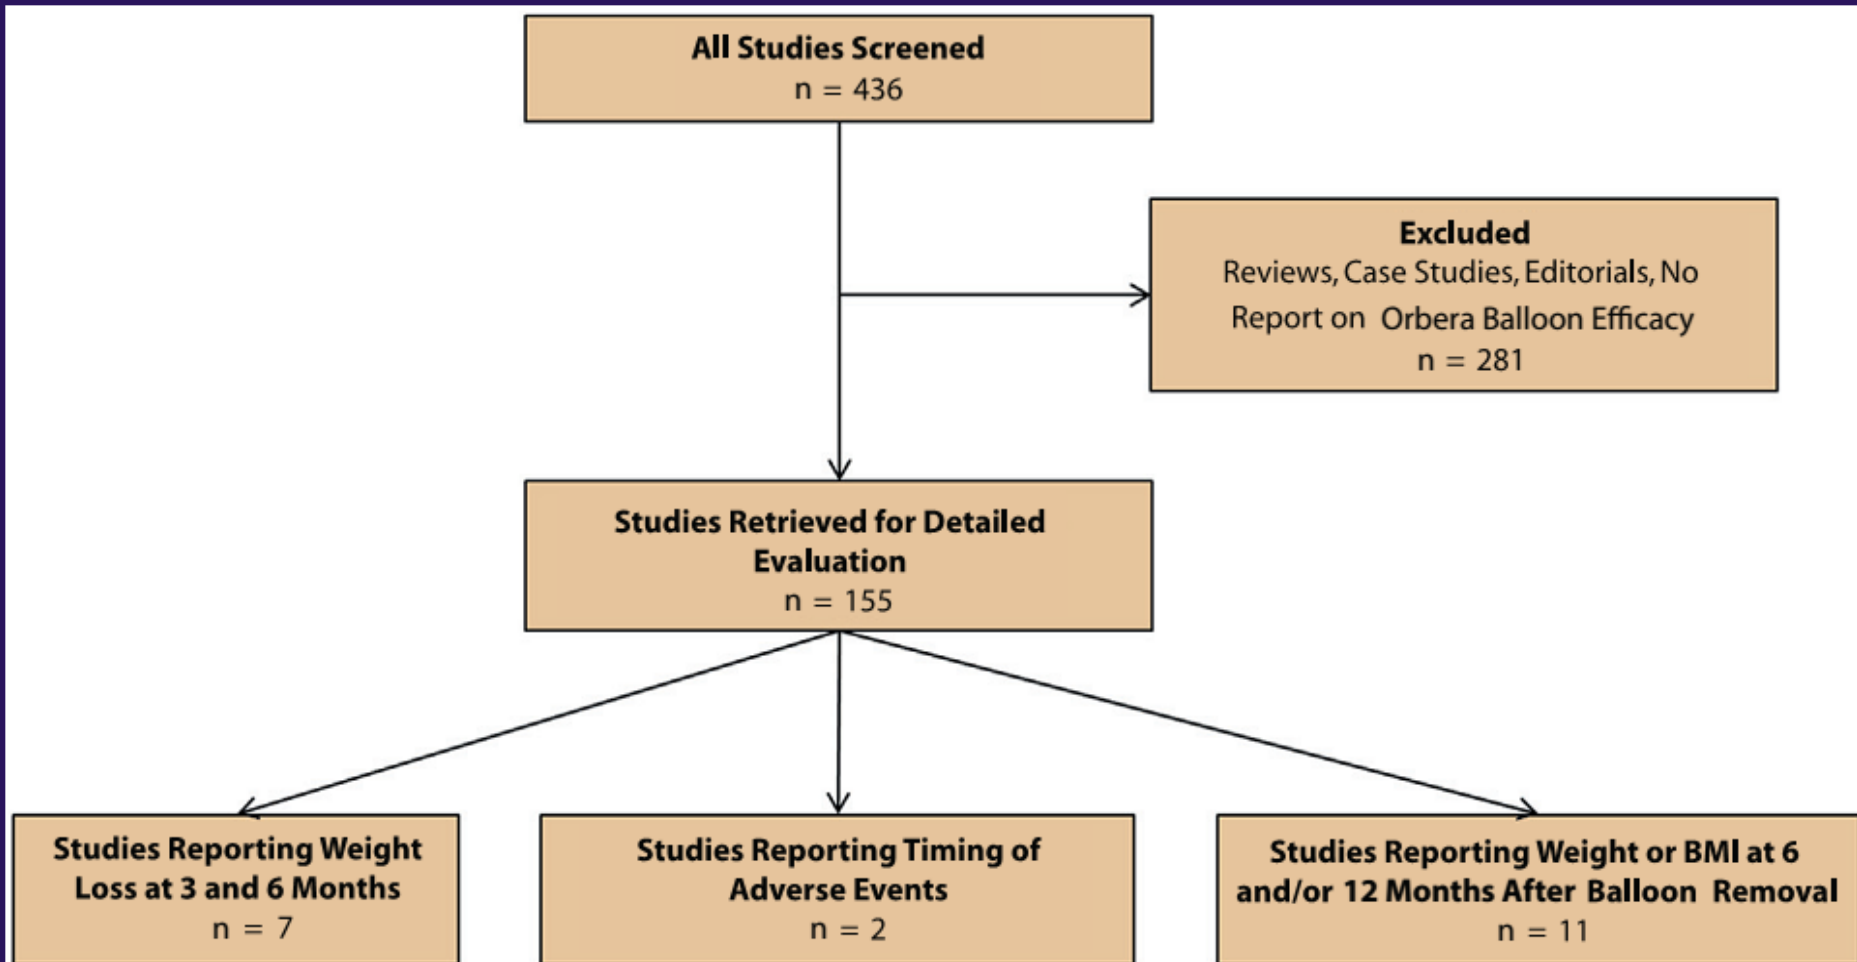 All Studies Screened
n = 436
Excluded
Reviews, Case Studies, Editorials, No
Report on Orbera Balloon Efficacy
n = 281
Studies Retrieved for Detailed
Evaluation
n = 155
Studies Reporting Weight
Loss at 3 and 6 Months
n = 7
Studies Reporting Timing of
Adverse Events
n = 2
Studies Reporting Weight or BMI at 6
and/or 12 Months After Balloon Removal
n = 11